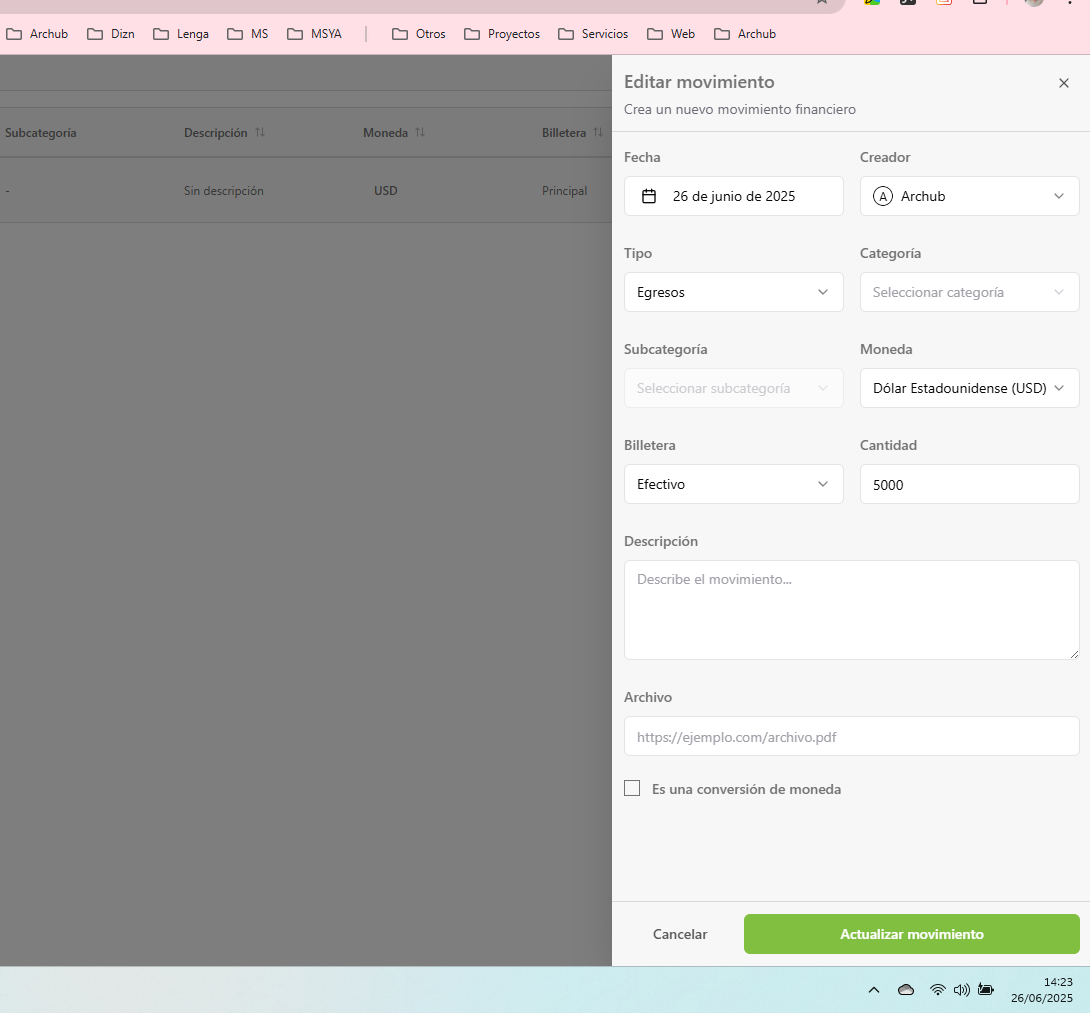 Archub Dizn Lenga MS MSYA Otros Proyectos Servicios Web Archub
Subcategoría Descripción Moneda Billetera
- Sin descripción USD Principal
Editar movimiento
Crea un nuevo movimiento financiero
Fecha Creador
26 de junio de 2025 A Archub
Tipo Categoría
Egresos Seleccionar categoría
Subcategoría Moneda
Seleccionar subcategoría Dólar Estadounidense (USD)
Billetera Cantidad
Efectivo 5000
Descripción
Describe el movimiento...
Archivo
https://ejemplo.com/archivo.pdf
Es una conversión de moneda
Cancelar Actualizar movimiento
14:23
26/06/2025